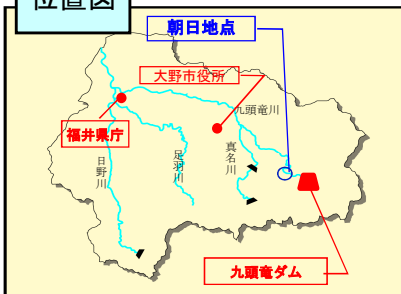 位置図
朝日地点
大野市役所
九頭竜川
福井県庁
日野川
足羽川
真名川
九頭竜ダム